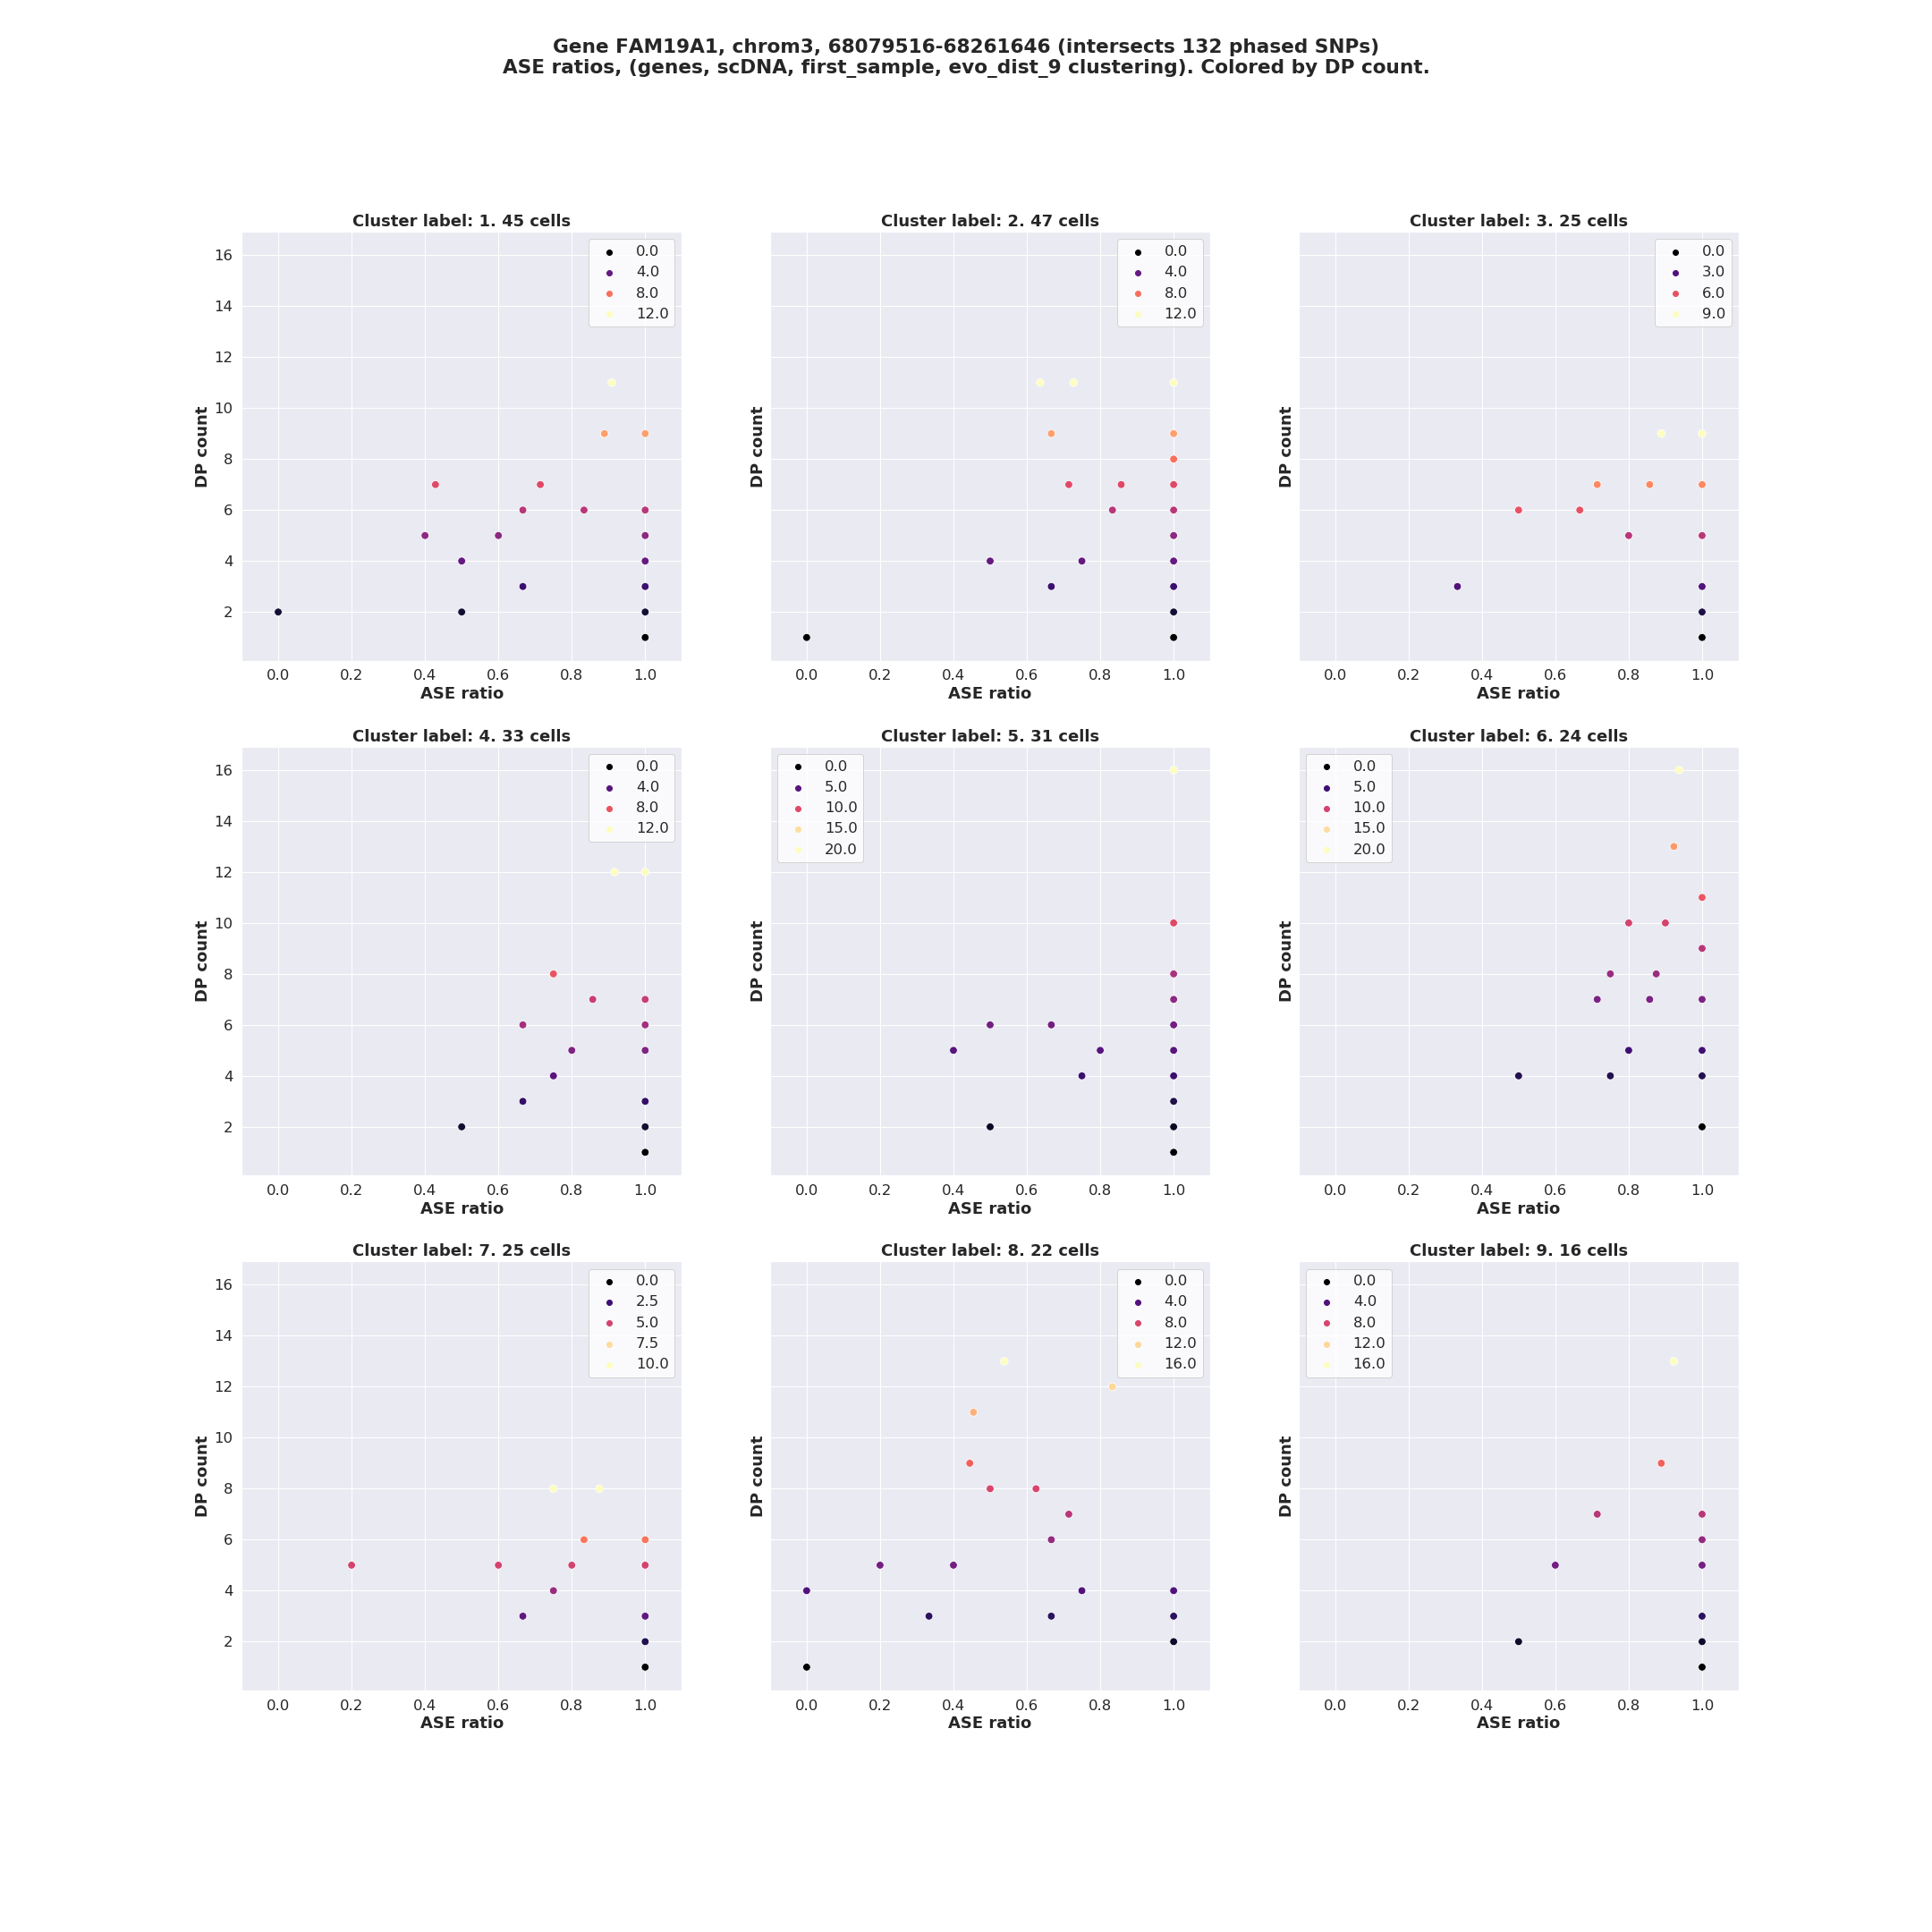 Gene FAM19A1, chrom3, 68079516-68261646 (intersects 132 phased SNPs)
ASE ratios, (genes, scDNA, first_sample, evo_dist_9 clustering). Colored by DP count.
Cluster label: 1. 45 cells
16
14
12
10
8
6
4
2
DP count
0.0
4.0
8.0
12.0
0.0 0.2 0.4 0.6 0.8 1.0
ASE ratio
Cluster label: 2. 47 cells
DP count
0.0
4.0
8.0
12.0
0.0 0.2 0.4 0.6 0.8 1.0
ASE ratio
Cluster label: 3. 25 cells
DP count
0.0
3.0
6.0
9.0
0.0 0.2 0.4 0.6 0.8 1.0
ASE ratio
Cluster label: 4. 33 cells
16
14
12
10
8
6
4
2
DP count
0.0
4.0
8.0
12.0
0.0 0.2 0.4 0.6 0.8 1.0
ASE ratio
Cluster label: 5. 31 cells
DP count
0.0
5.0
10.0
15.0
20.0
0.0 0.2 0.4 0.6 0.8 1.0
ASE ratio
Cluster label: 6. 24 cells
DP count
0.0
5.0
10.0
15.0
20.0
0.0 0.2 0.4 0.6 0.8 1.0
ASE ratio
Cluster label: 7. 25 cells
16
14
12
10
8
6
4
2
DP count
0.0
2.5
5.0
7.5
10.0
0.0 0.2 0.4 0.6 0.8 1.0
ASE ratio
Cluster label: 8. 22 cells
DP count
0.0
4.0
8.0
12.0
16.0
0.0 0.2 0.4 0.6 0.8 1.0
ASE ratio
Cluster label: 9. 16 cells
DP count
0.0
4.0
8.0
12.0
16.0
0.0 0.2 0.4 0.6 0.8 1.0
ASE ratio